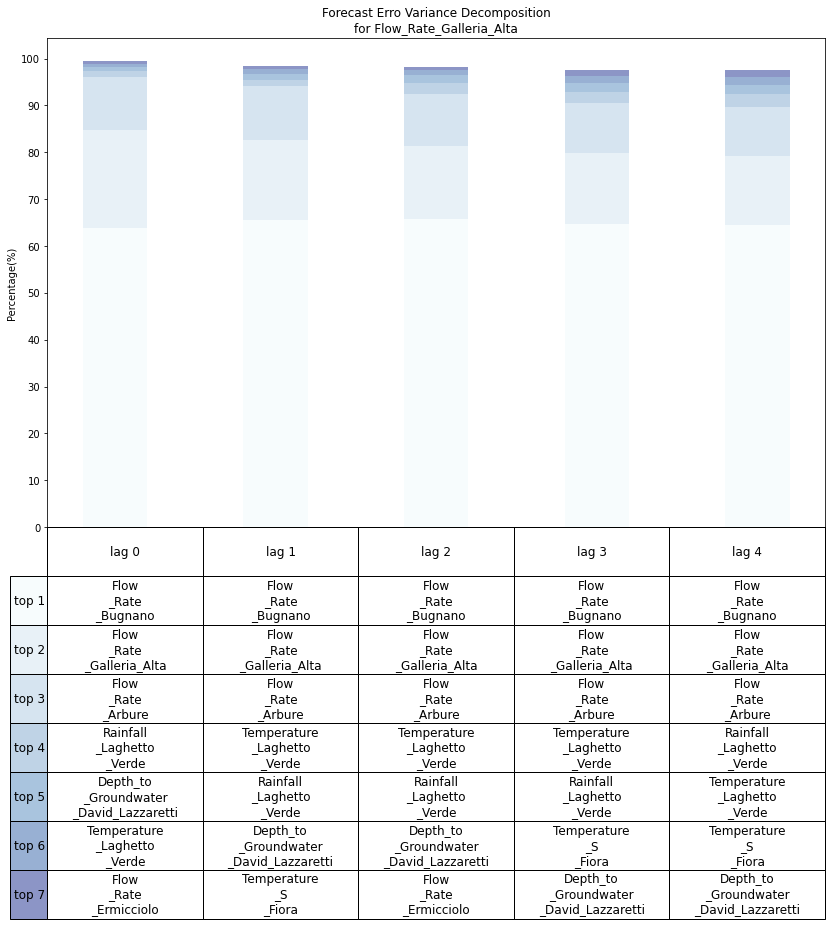 Forecast Erro Variance Decomposition
for Flow_Rate_Galleria_Alta
Percentage(%)
100
90
80
70
60
50
40
30
20
10
0
lag 0 lag 1 lag 2 lag 3 lag 4
top 1
Flow Flow Flow Flow Flow
_Rate _Rate _Rate _Rate _Rate
_Bugnano _Bugnano _Bugnano _Bugnano _Bugnano
top 2
Flow Flow Flow Flow Flow
_Rate _Rate _Rate _Rate _Rate
_Galleria_Alta _Galleria_Alta _Galleria_Alta _Galleria_Alta _Galleria_Alta
top 3
Flow Flow Flow Flow Flow
_Rate _Rate _Rate _Rate _Rate
_Arbure _Arbure _Arbure _Arbure _Arbure
top 4
Rainfall Temperature Temperature Temperature Rainfall
_Laghetto _Laghetto _Laghetto _Laghetto _Laghetto
_Verde _Verde _Verde _Verde _Verde
top 5
Depth_to Rainfall Rainfall Rainfall Temperature
_Groundwater _Laghetto _Laghetto _Laghetto _Laghetto
_David_Lazzaretti _Verde _Verde _Verde _Verde
top 6
Temperature Depth_to Depth_to Temperature Temperature
_Laghetto _Groundwater _Groundwater _S _S
_Verde _David_Lazzaretti _David_Lazzaretti _Fiora _Fiora
top 7
Flow Temperature Flow Depth_to Depth_to
_Rate _S _Rate _Groundwater _Groundwater
_Ermicciolo _Fiora _Ermicciolo _David_Lazzaretti _David_Lazzaretti